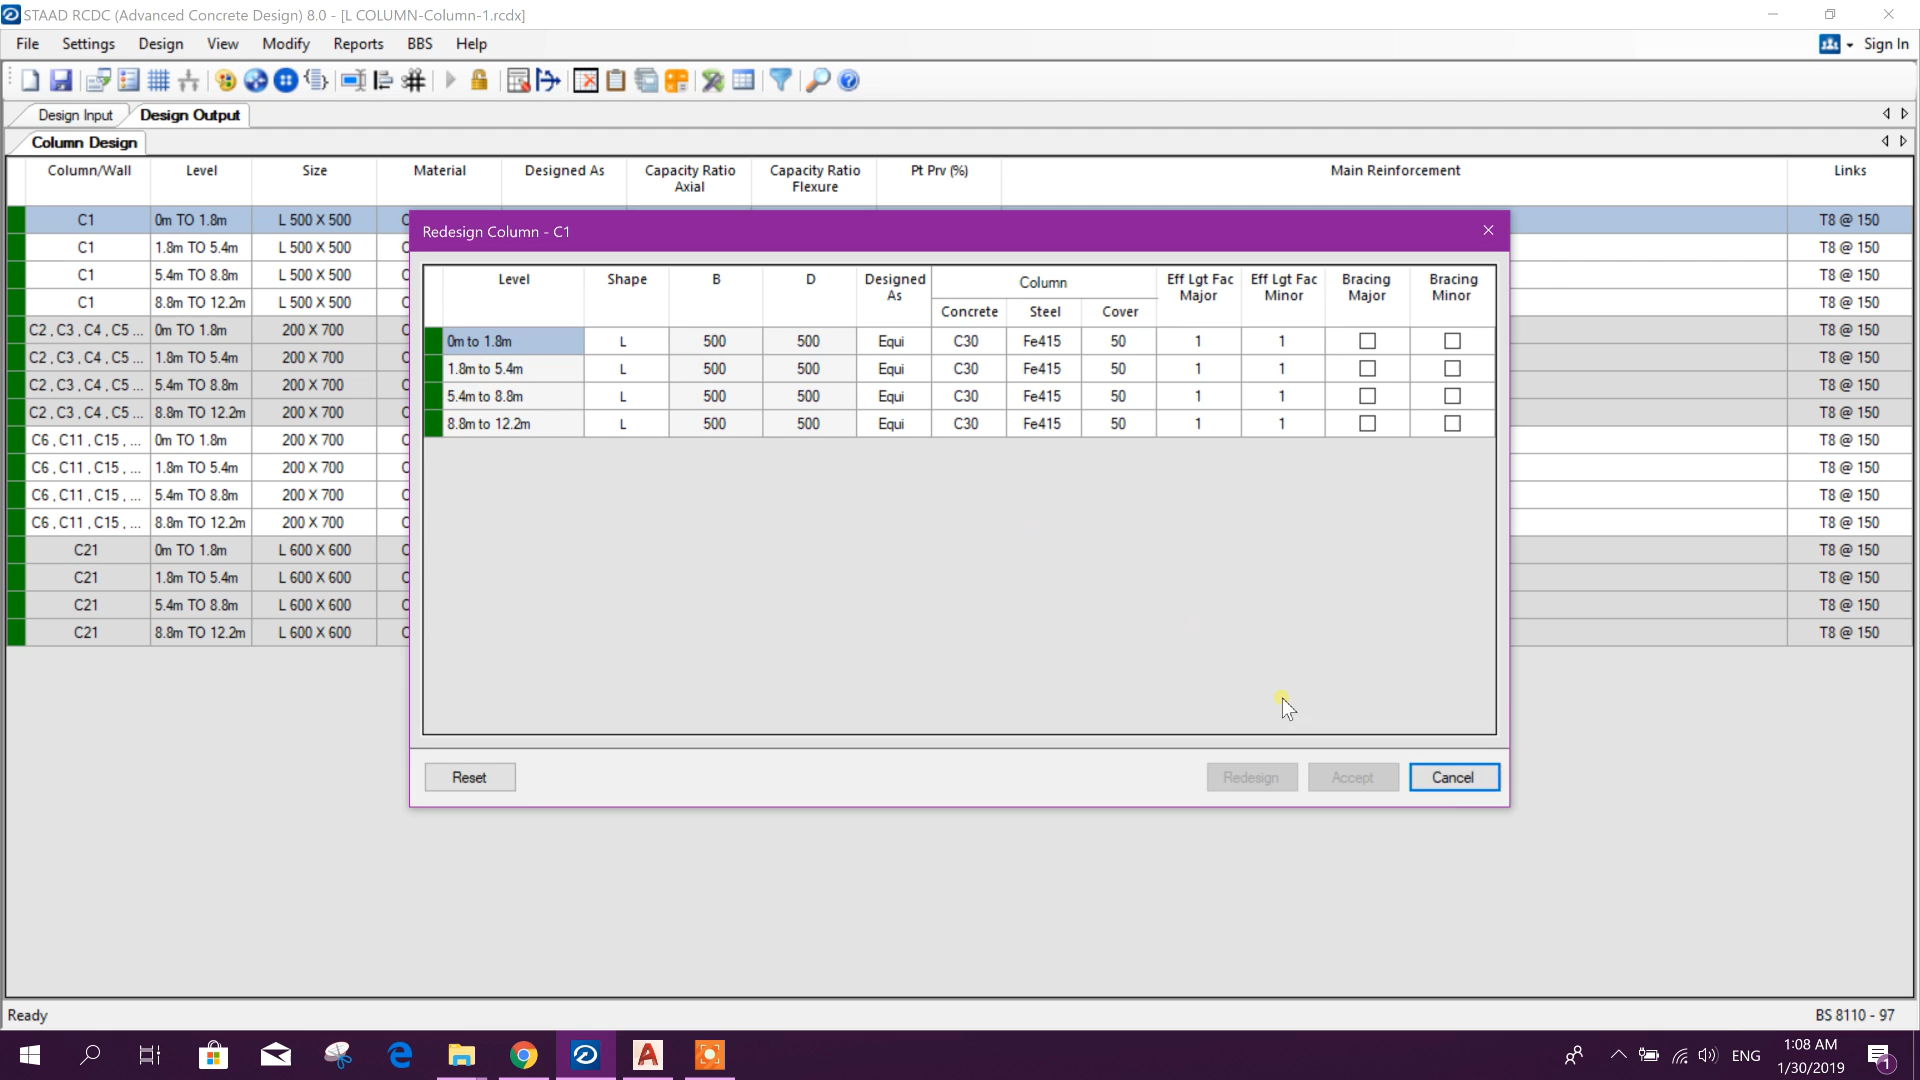 STAAD RCDC (Advanced Concrete Design) 8.0 - [L COLUMN-Column-1.rcdx]
File Settings Design View Modify Reports BBS Help Sign In
Design Input Design Output
Column Design
Column/Wall Level Size Material Designed As Capacity Ratio Axial Capacity Ratio Flexure Pt Prv (%) Main Reinforcement Links
C1 0m TO 1.8m L 500 X 500 T8 @ 150
C1 1.8m TO 5.4m L 500 X 500 T8 @ 150
C1 5.4m TO 8.8m L 500 X 500 T8 @ 150
C1 8.8m TO 12.2m L 500 X 500 T8 @ 150
C2 , C3 , C4 , C5 ... 0m TO 1.8m 200 X 700 T8 @ 150
C2 , C3 , C4 , C5 ... 1.8m TO 5.4m 200 X 700 T8 @ 150
C2 , C3 , C4 , C5 ... 5.4m TO 8.8m 200 X 700 T8 @ 150
C2 , C3 , C4 , C5 ... 8.8m TO 12.2m 200 X 700 T8 @ 150
C6 , C11 , C15 , ... 0m TO 1.8m 200 X 700 T8 @ 150
C6 , C11 , C15 , ... 1.8m TO 5.4m 200 X 700 T8 @ 150
C6 , C11 , C15 , ... 5.4m TO 8.8m 200 X 700 T8 @ 150
C6 , C11 , C15 , ... 8.8m TO 12.2m 200 X 700 T8 @ 150
C21 0m TO 1.8m L 600 X 600 T8 @ 150
C21 1.8m TO 5.4m L 600 X 600 T8 @ 150
C21 5.4m TO 8.8m L 600 X 600 T8 @ 150
C21 8.8m TO 12.2m L 600 X 600 T8 @ 150
Redesign Column - C1
Level Shape B D Designed As Column Eff Lgt Fac Major Eff Lgt Fac Minor Bracing Major Bracing Minor
Concrete Steel Cover
0m to 1.8m L 500 500 Equi C30 Fe415 50 1 1
1.8m to 5.4m L 500 500 Equi C30 Fe415 50 1 1
5.4m to 8.8m L 500 500 Equi C30 Fe415 50 1 1
8.8m to 12.2m L 500 500 Equi C30 Fe415 50 1 1
Reset Redesign Accept Cancel
Ready BS 8110 - 97
ENG 1:08 AM
1/30/2019 1